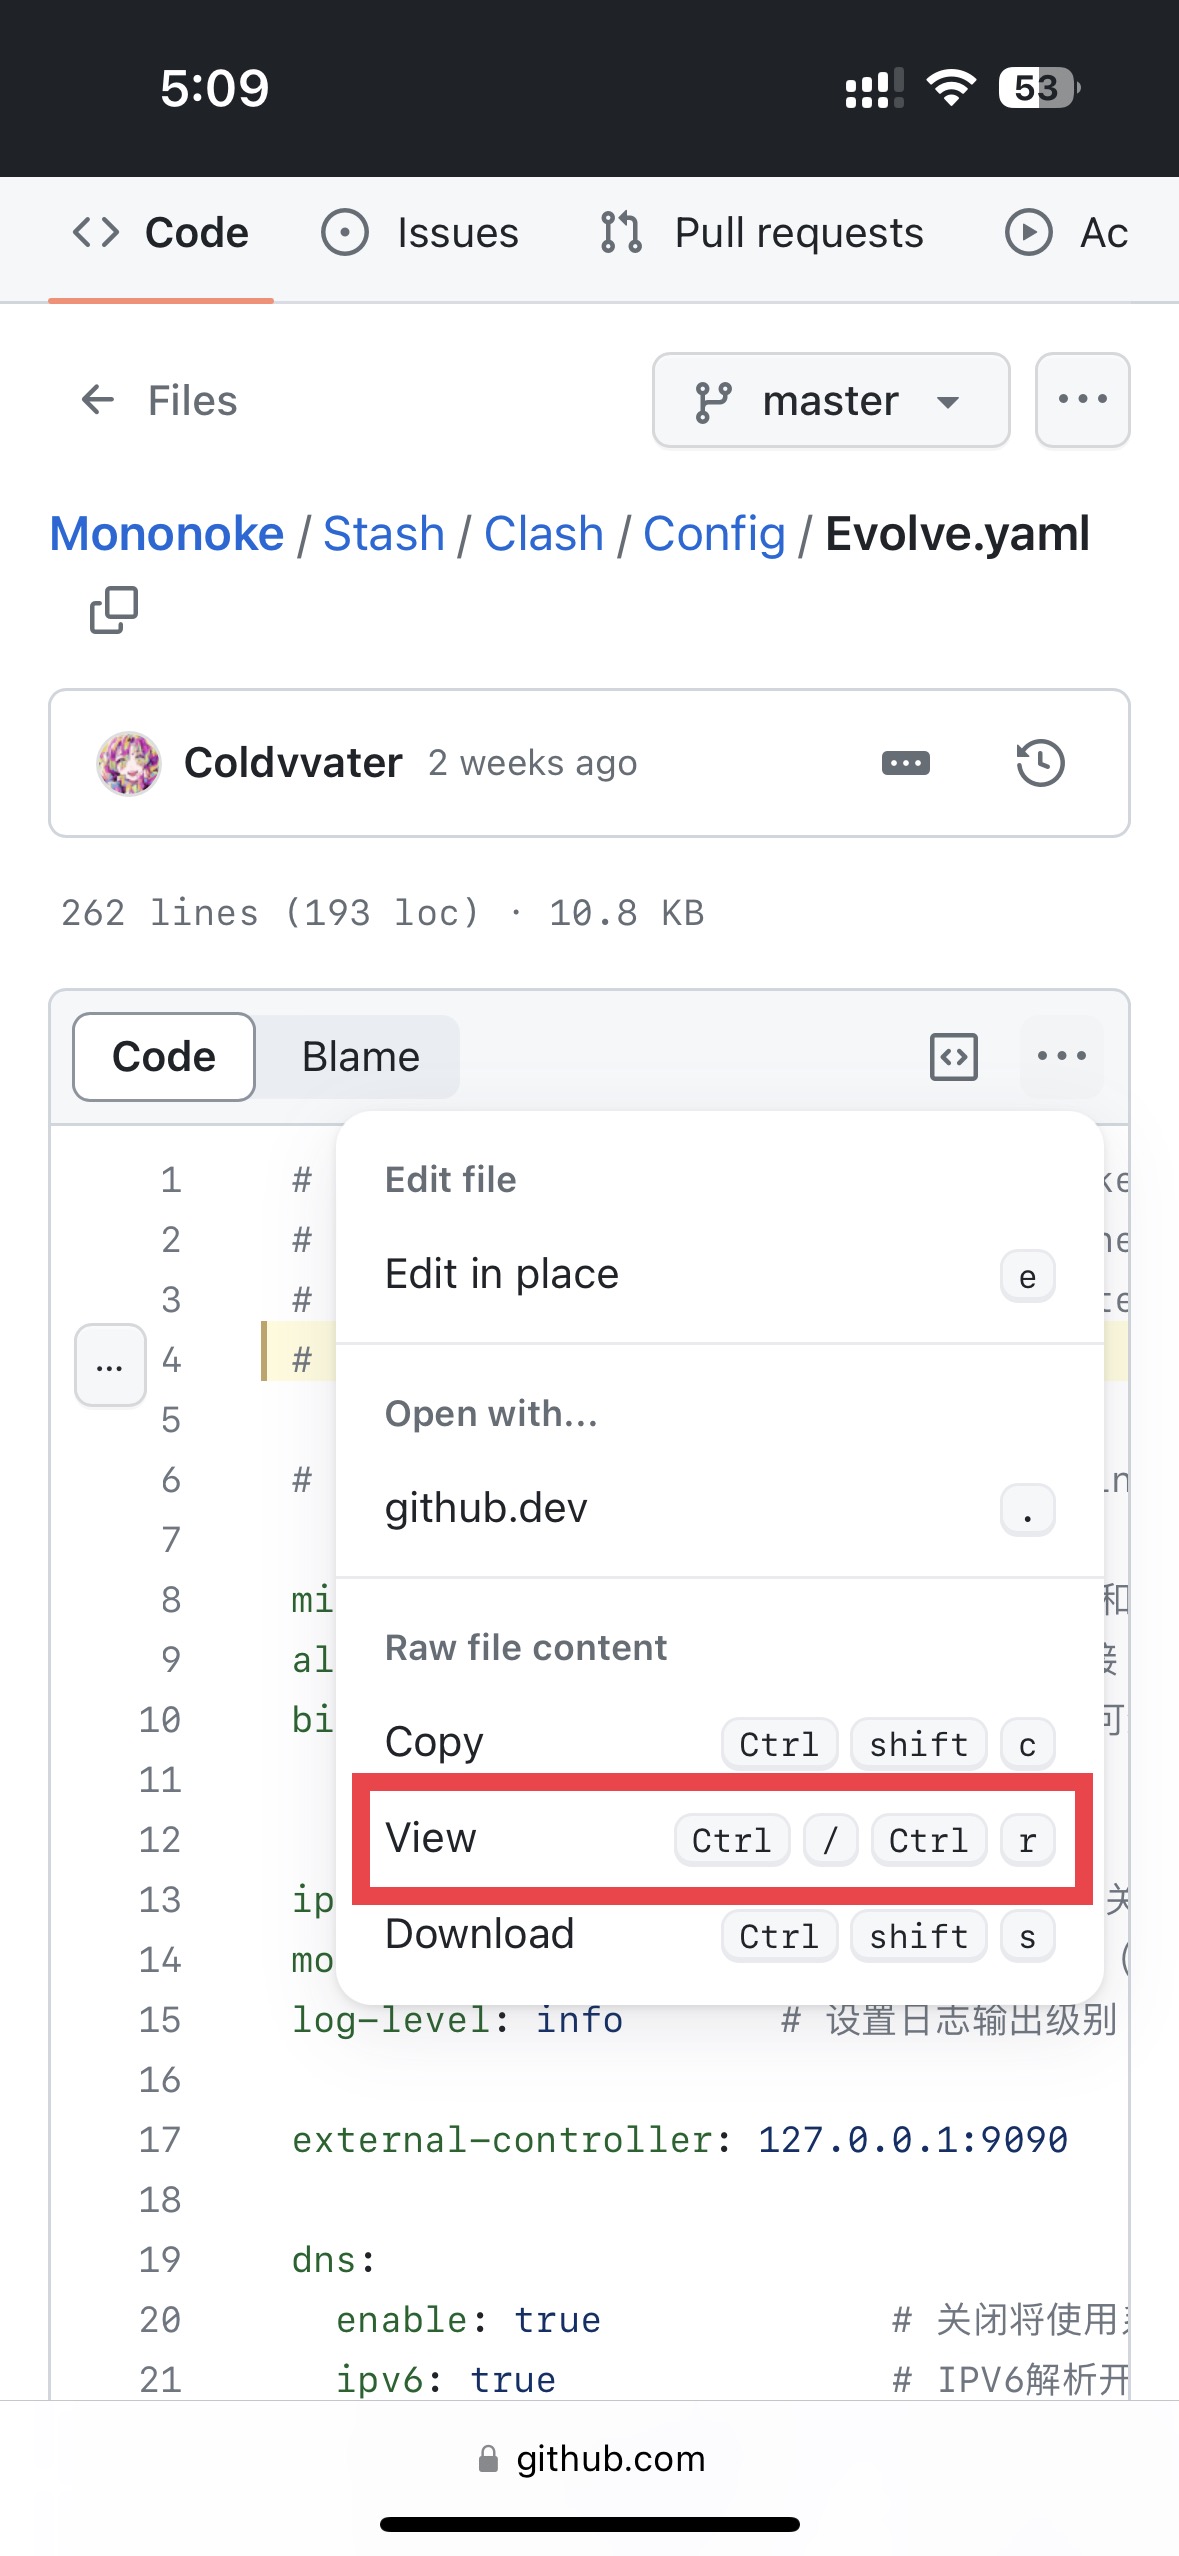 5:09 53
Code Issues Pull requests Ac
Files master
Mononoke / Stash / Clash / Config / Evolve.yaml
Coldvvater 2 weeks ago
262 lines (193 loc) · 10.8 KB
Code Blame
1 #
2 #
3 #
4 #
5
6 #
7
8 mi 和
9 al
10 bi 可
11
12
13 ip 关
14 mo (
15 log-level: info # 设置日志输出级别
16
17 external-controller: 127.0.0.1:9090
18
19 dns:
20 enable: true # 关闭将使用
21 ipv6: true # IPV6解析开
Edit file
Edit in place e
Open with...
github.dev .
Raw file content
Copy Ctrl shift c
View Ctrl / Ctrl r
Download Ctrl shift s
github.com